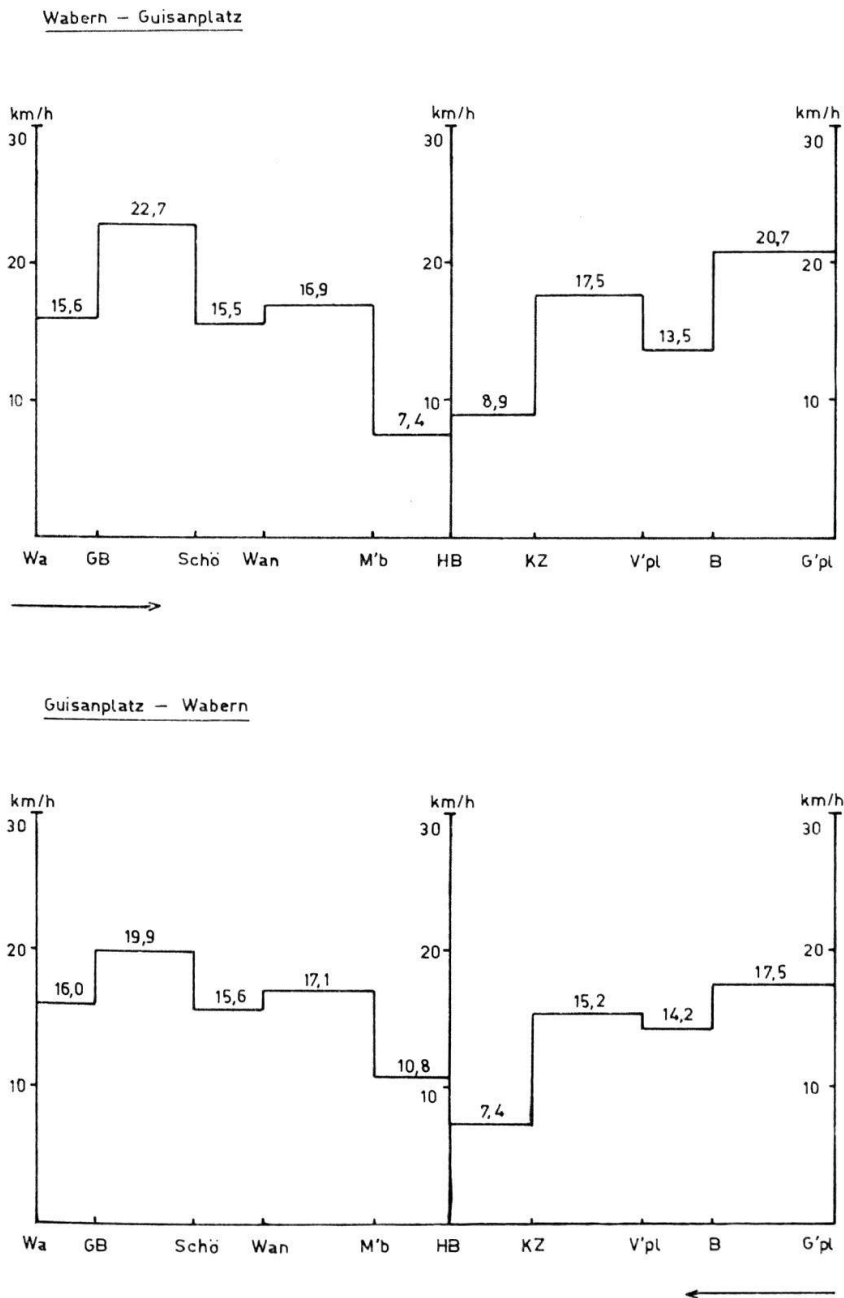 Wabern – Guisanplatz
km/h km/h km/h
30 30 30
22,7
20,7
20 20 20
17,5
16,9
15,6 15,5
13,5
10 10 8,9 10
7,4
Wa GB Schö Wan M'b HB KZ V'pl B G'pl
Guisanplatz – Wabern
km/h km/h km/h
30 30 30
20 19,9 20 20
16,0 15,6 17,1 15,2 14,2 17,5
10 10,8 10 10
7,4
Wa GB Schö Wan M'b HB KZ V'pl B G'pl